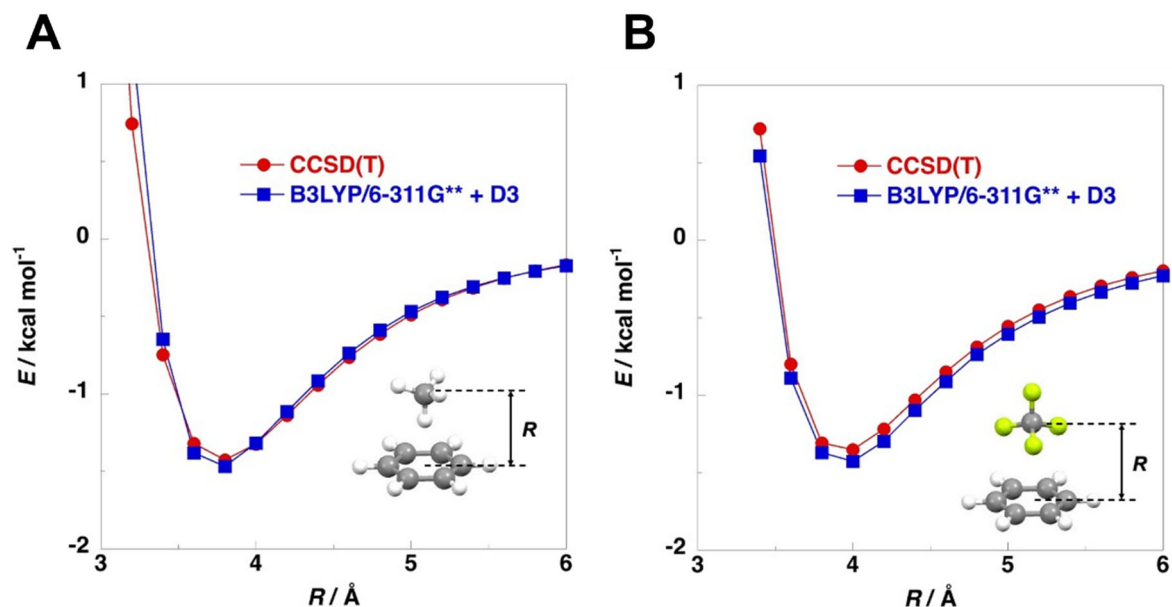 A
1
0
-1
-2
E / kcal mol⁻¹
CCSD(T)
B3LYP/6-311G** + D3
R
3
4
5
6
R / Å
B
1
0
-1
-2
E / kcal mol⁻¹
CCSD(T)
B3LYP/6-311G** + D3
R
3
4
5
6
R / Å